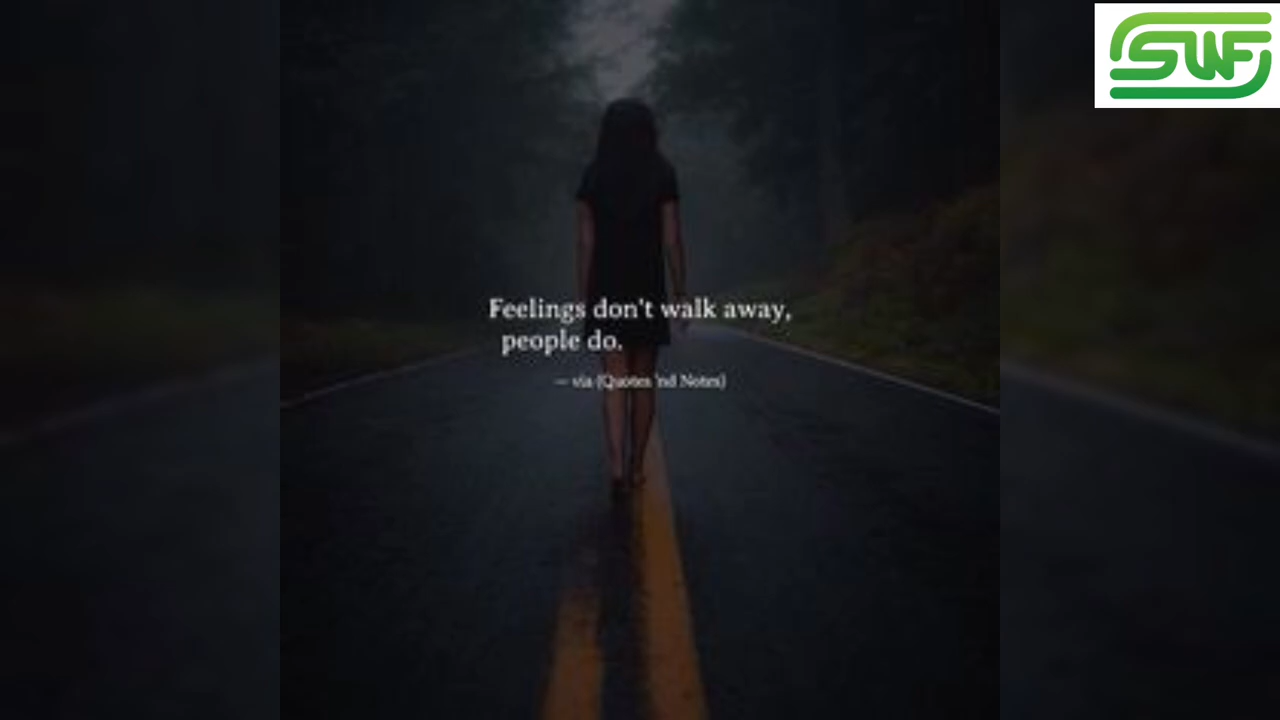 SWF
Feelings don't walk away,
people do.
— via (Quotes 'nd Notes)